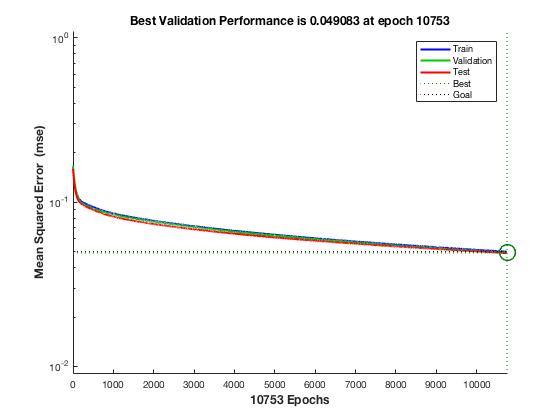 Best Validation Performance is 0.049083 at epoch 10753
Mean Squared Error (mse)
10^0
10^-1
10^-2
Train
Validation
Test
Best
Goal
0 1000 2000 3000 4000 5000 6000 7000 8000 9000 10000
10753 Epochs